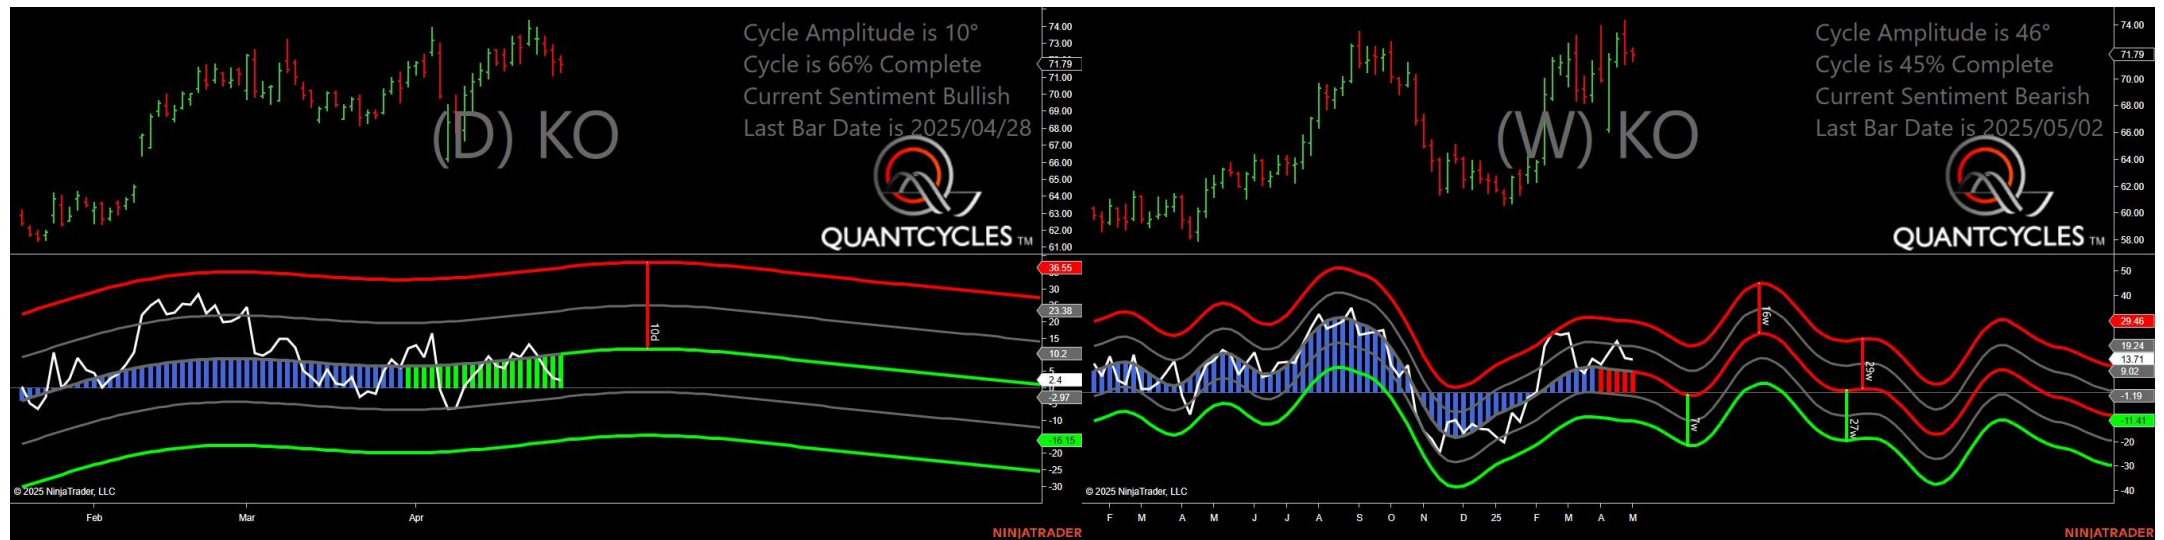 Cycle Amplitude is 10°
Cycle is 66% Complete
Current Sentiment Bullish
Last Bar Date is 2025/04/28
(D) KO
QUANTCYCLES TM
74.00
73.00
71.79
71.00
70.00
69.00
68.00
67.00
66.00
65.00
64.00
63.00
62.00
61.00
36.55
30
23.38
20
15
10.2
5
2.4
-2.97
-5
-10
-16.15
-20
-25
-30
10d
© 2025 NinjaTrader, LLC
Feb Mar Apr
NINJATRADER
Cycle Amplitude is 46°
Cycle is 45% Complete
Current Sentiment Bearish
Last Bar Date is 2025/05/02
(W) KO
QUANTCYCLES TM
74.00
71.79
70.00
68.00
66.00
64.00
62.00
60.00
58.00
50
40
29.46
19.24
13.71
9.02
-1.19
-11.41
-20
-30
-40
16w
29w
7w
27w
© 2025 NinjaTrader, LLC
F M A M J J A S O N D 25 F M A M
NINJATRADER